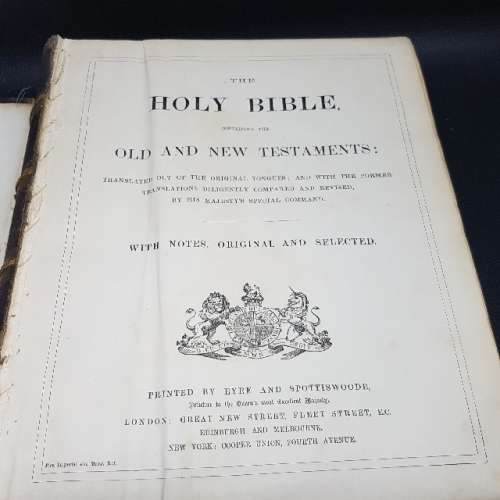 THE
HOLY BIBLE,
CONTAINING THE
OLD AND NEW TESTAMENTS:
TRANSLATED OUT OF THE ORIGINAL TONGUES; AND WITH THE FORMER
TRANSLATIONS DILIGENTLY COMPARED AND REVISED,
BY HIS MAJESTY'S SPECIAL COMMAND.
WITH NOTES, ORIGINAL AND SELECTED.
PRINTED BY EYRE AND SPOTTISWOODE,
Printers to the Queen's most Excellent Majesty.
LONDON: GREAT NEW STREET, FLEET STREET, E.C.
EDINBURGH AND MELBOURNE.
NEW YORK: COOPER UNION, FOURTH AVENUE.
Imperial